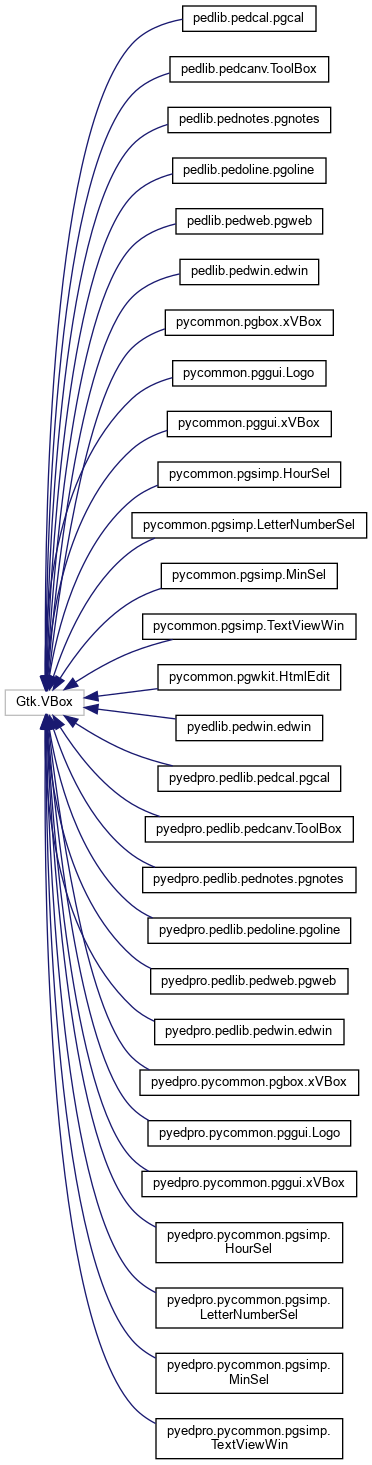 pedlib.pedcal.pgcal
pedlib.pedcanv.ToolBox
pedlib.pednotes.pgnotes
pedlib.pedoline.pgoline
pedlib.pedweb.pgweb
pedlib.pedwin.edwin
pycommon.pgbox.xVBox
pycommon.pggui.Logo
pycommon.pggui.xVBox
pycommon.pgsimp.HourSel
pycommon.pgsimp.LetterNumberSel
pycommon.pgsimp.MinSel
pycommon.pgsimp.TextViewWin
pycommon.pgwkit.HtmlEdit
Gtk.VBox
pyedlib.pedwin.edwin
pyedpro.pedlib.pedcal.pgcal
pyedpro.pedlib.pedcanv.ToolBox
pyedpro.pedlib.pednotes.pgnotes
pyedpro.pedlib.pedoline.pgoline
pyedpro.pedlib.pedweb.pgweb
pyedpro.pedlib.pedwin.edwin
pyedpro.pycommon.pgbox.xVBox
pyedpro.pycommon.pggui.Logo
pyedpro.pycommon.pggui.xVBox
pyedpro.pycommon.pgsimp.
HourSel
pyedpro.pycommon.pgsimp.
LetterNumberSel
pyedpro.pycommon.pgsimp.
MinSel
pyedpro.pycommon.pgsimp.
TextViewWin